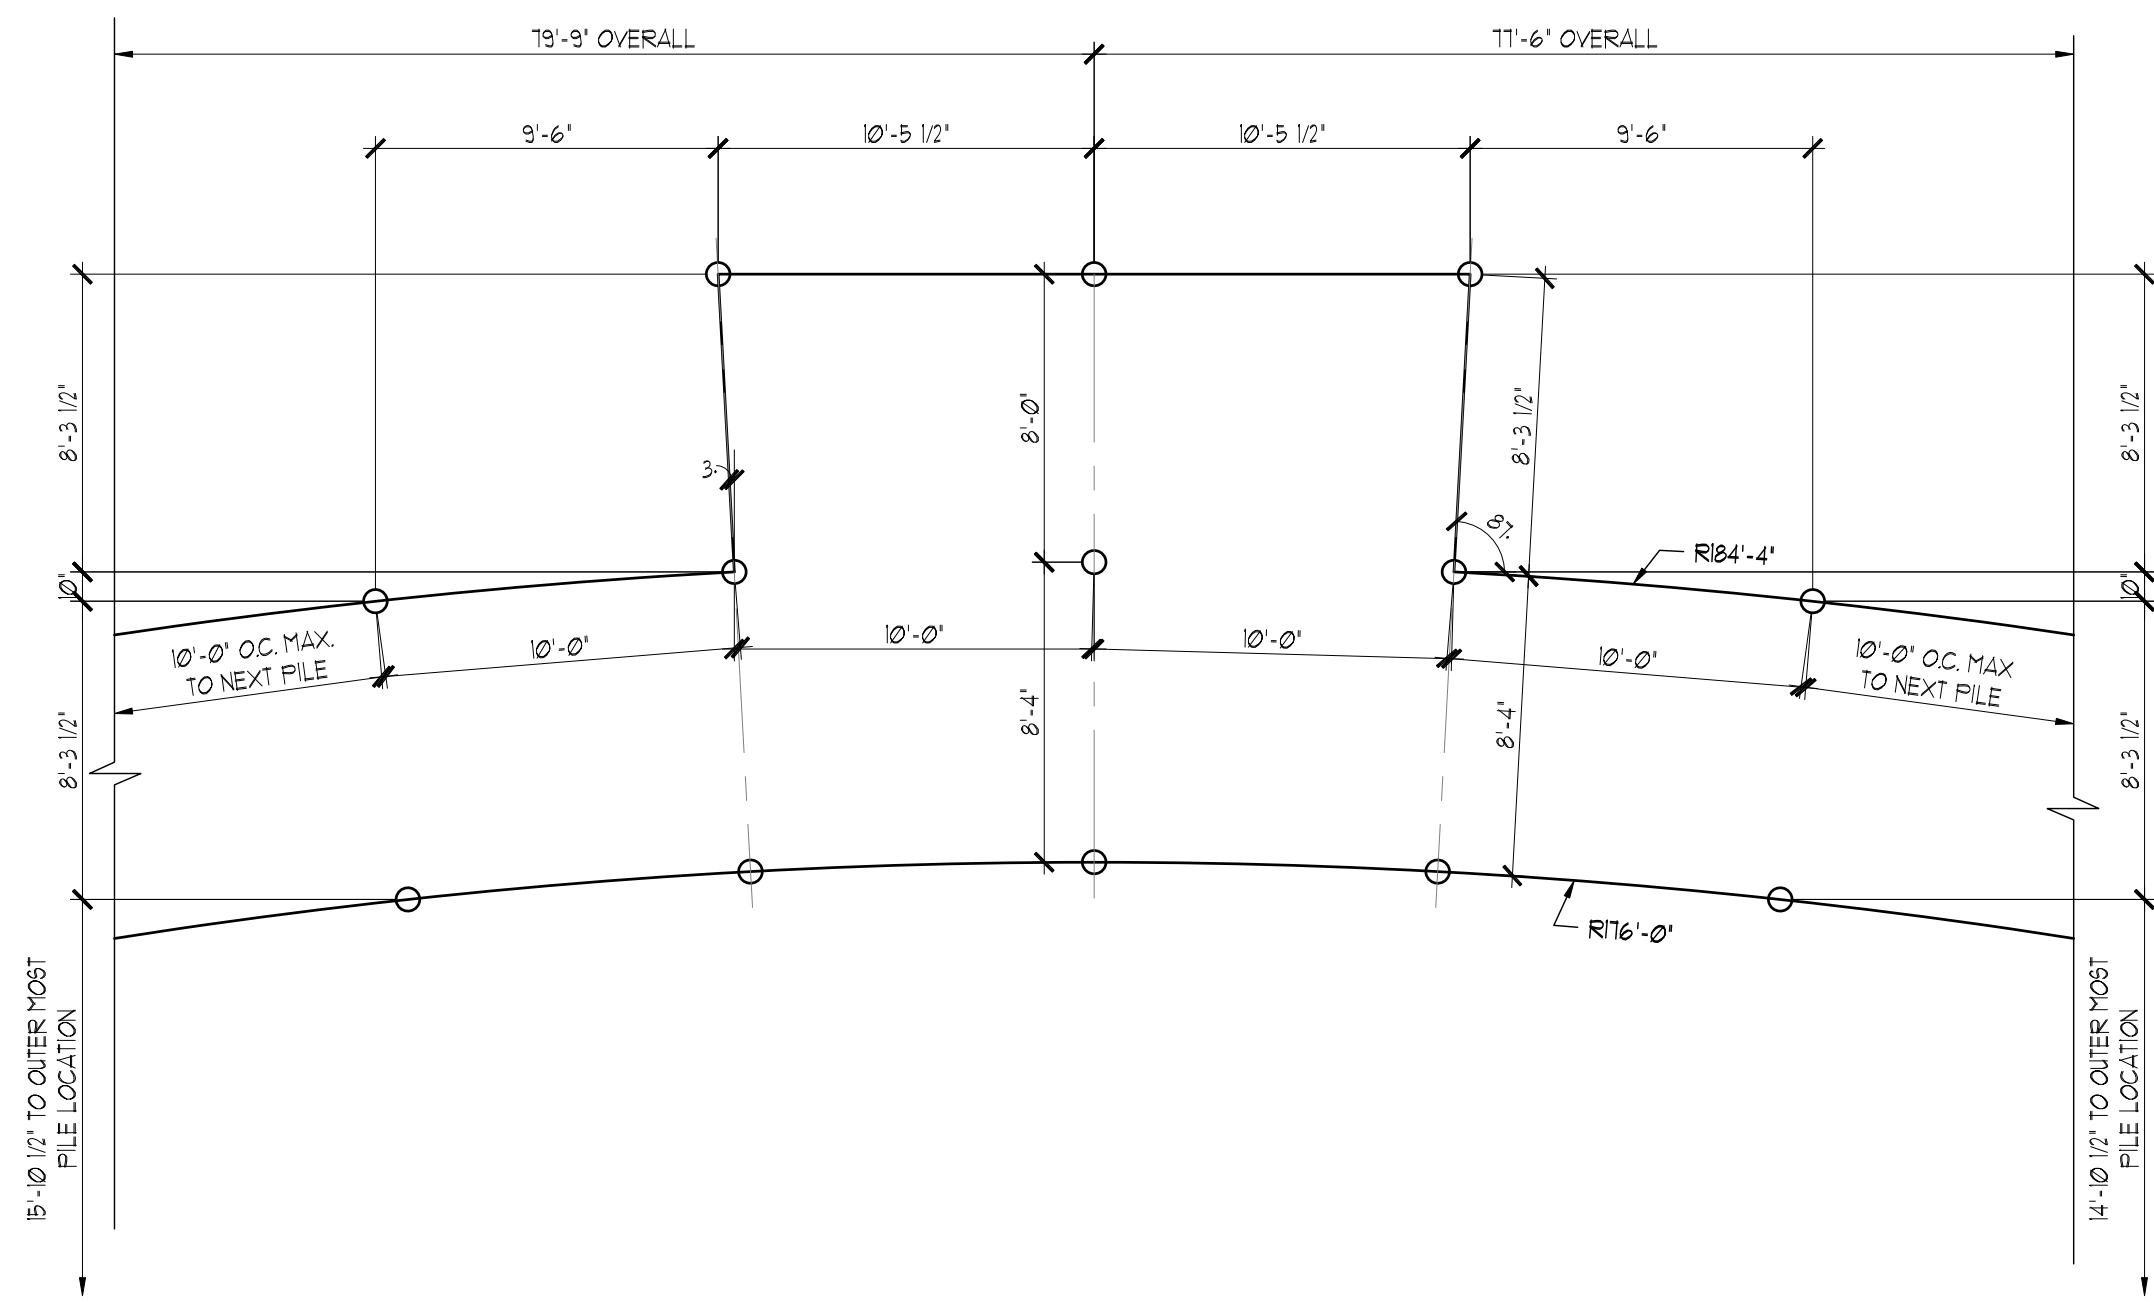 79'-9" OVERALL
77'-6" OVERALL
9'-6"
10'-5 1/2"
10'-5 1/2"
9'-6"
8'-3 1/2"
8'-0"
8'-3 1/2"
8'-3 1/2"
3°
87°
R184'-4"
10"
10"
10'-0" O.C. MAX.
TO NEXT PILE
10'-0"
10'-0"
10'-0"
10'-0"
10'-0" O.C. MAX
TO NEXT PILE
8'-3 1/2"
8'-4"
8'-4"
8'-3 1/2"
R176'-0"
15'-10 1/2" TO OUTER MOST
PILE LOCATION
14'-10 1/2" TO OUTER MOST
PILE LOCATION